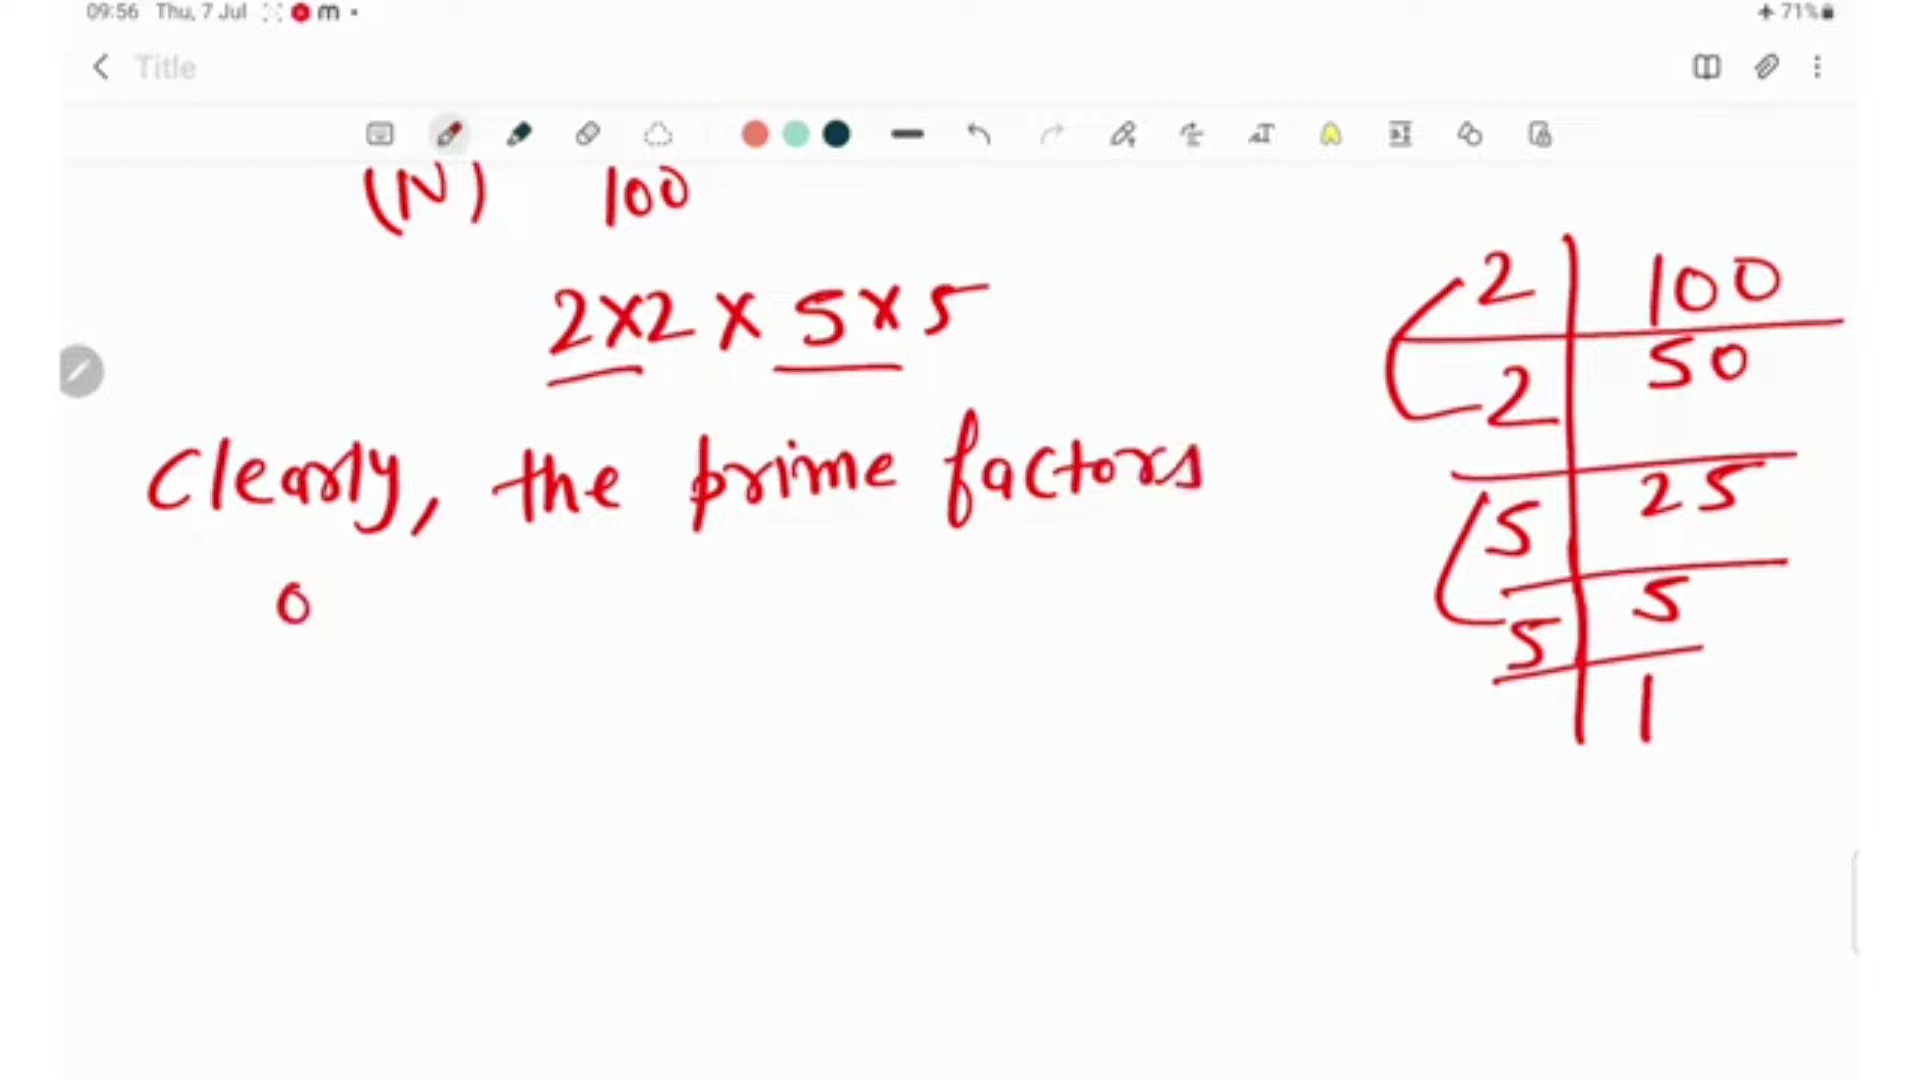 09:56 Thu, 7 Jul m •
71%
Title
(N) 100
2×2 × 5×5
Clearly, the prime factors
o
2 | 100
2 | 50
5 | 25
5 | 5
| 1